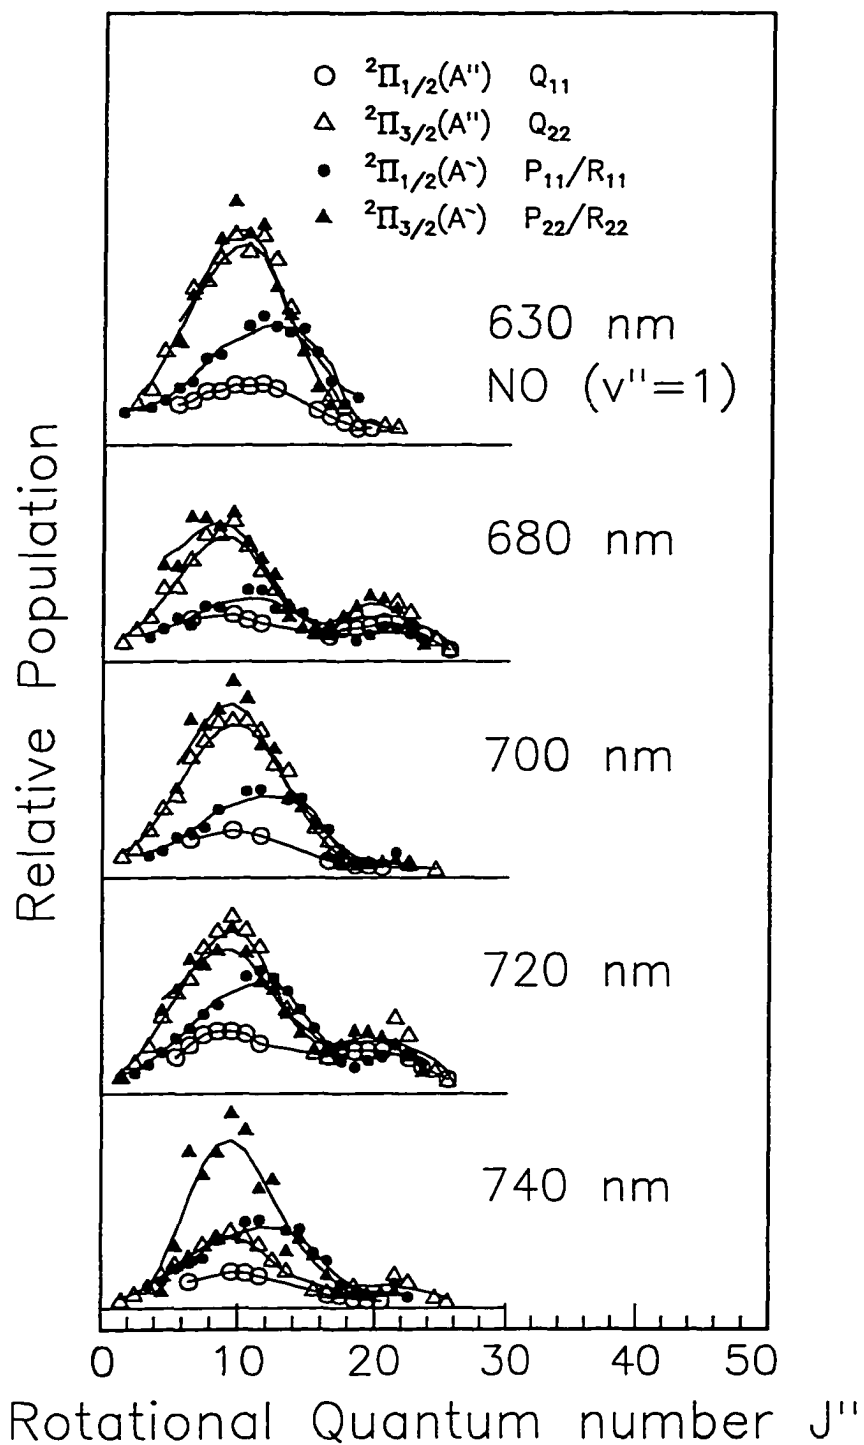 ²Π₁/₂(A'') Q₁₁
²Π₃/₂(A'') Q₂₂
²Π₁/₂(A`) P₁₁/R₁₁
²Π₃/₂(A`) P₂₂/R₂₂
630 nm
NO (v''=1)
680 nm
700 nm
720 nm
740 nm
Relative Population
0 10 20 30 40 50
Rotational Quantum number J''